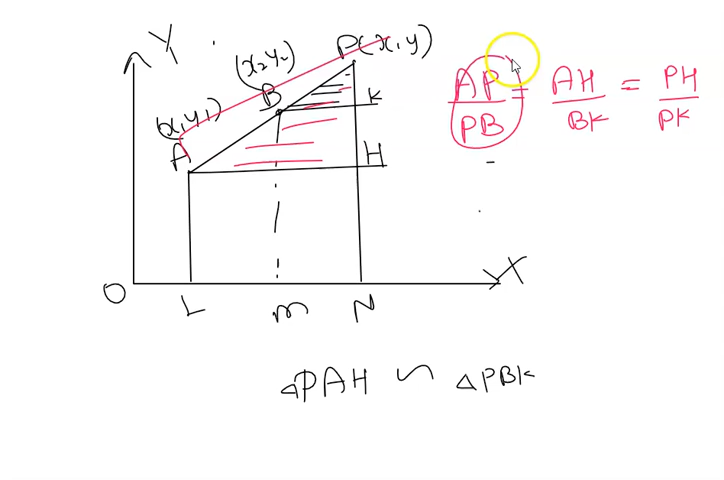 Y
P(x,y)
(x2 y2)
B
(x1 y1)
A
K
H
AP/PB = AH/BK = PH/PK
O
L
m
N
X
△PAH ∽ △PBK